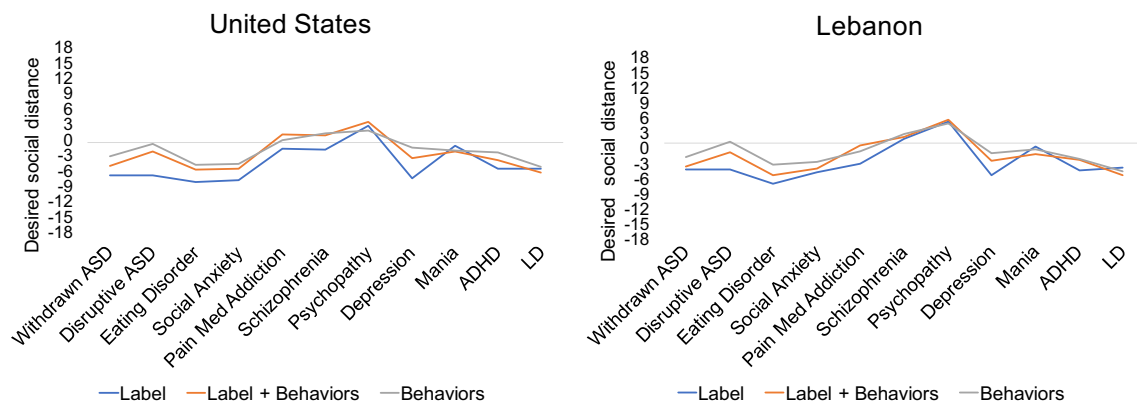 United States
Desired social distance
18
15
12
9
6
3
0
-3
-6
-9
-12
-15
-18
Withdrawn ASD
Disruptive ASD
Eating Disorder
Social Anxiety
Pain Med Addiction
Schizophrenia
Psychopathy
Depression
Mania
ADHD
LD
Label Label + Behaviors Behaviors
Lebanon
Desired social distance
18
15
12
9
6
3
0
-3
-6
-9
-12
-15
-18
Withdrawn ASD
Disruptive ASD
Eating Disorder
Social Anxiety
Pain Med Addiction
Schizophrenia
Psychopathy
Depression
Mania
ADHD
LD
Label Label + Behaviors Behaviors